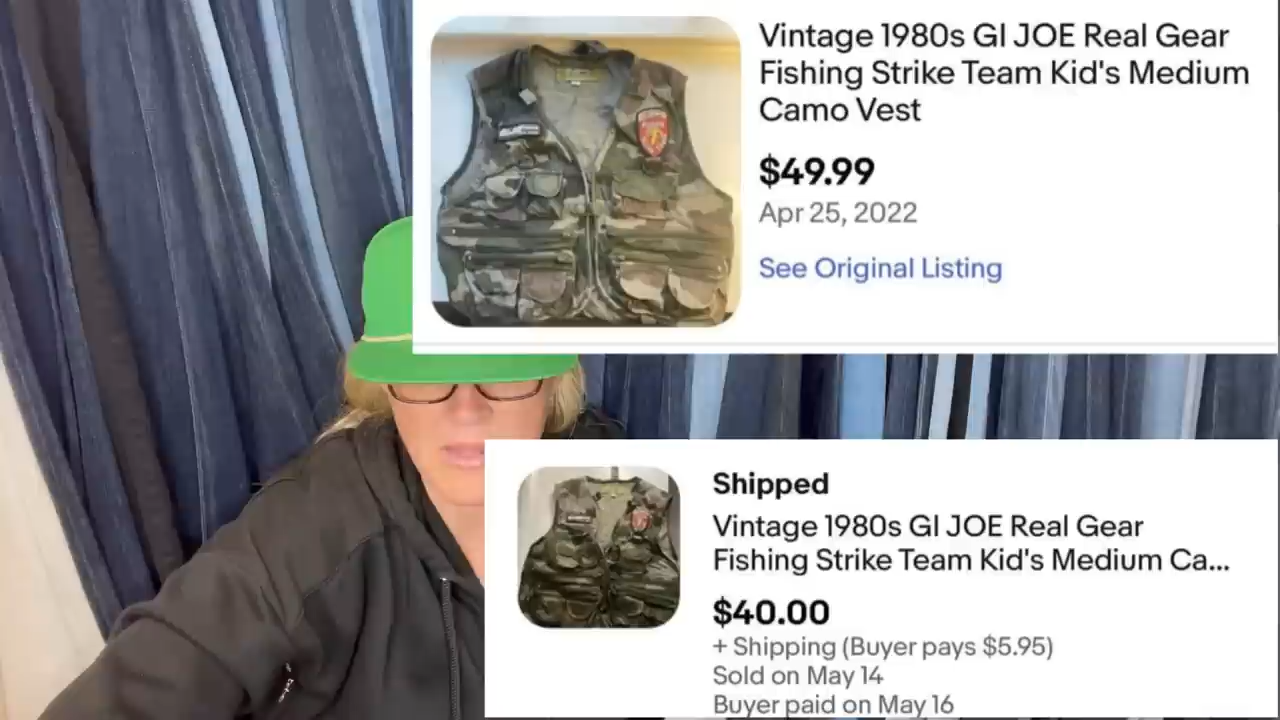 Vintage 1980s GI JOE Real Gear
Fishing Strike Team Kid's Medium
Camo Vest
$49.99
Apr 25, 2022
See Original Listing
Shipped
Vintage 1980s GI JOE Real Gear
Fishing Strike Team Kid's Medium Ca...
$40.00
+ Shipping (Buyer pays $5.95)
Sold on May 14
Buyer paid on May 16